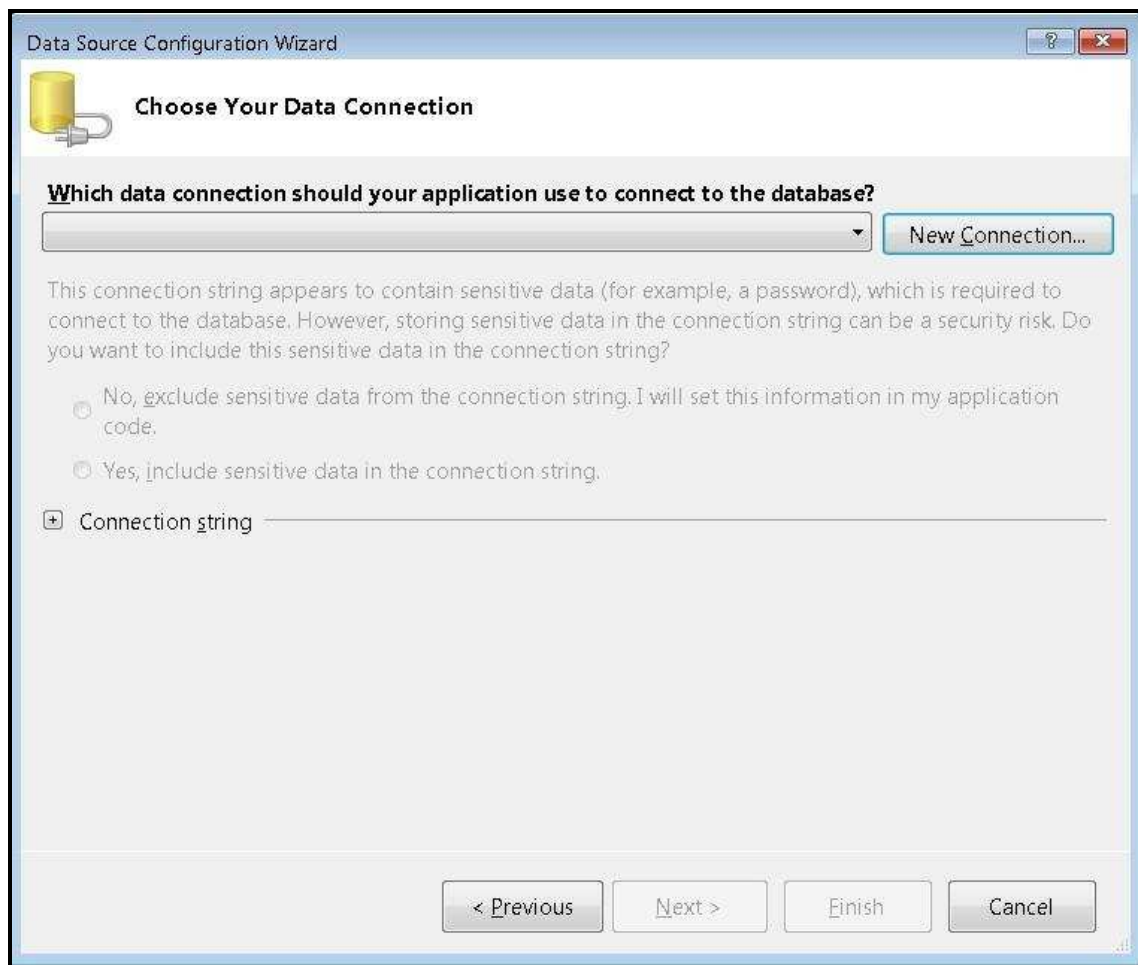 Data Source Configuration Wizard
Choose Your Data Connection
Which data connection should your application use to connect to the database?
New Connection...
This connection string appears to contain sensitive data (for example, a password), which is required to
connect to the database. However, storing sensitive data in the connection string can be a security risk. Do
you want to include this sensitive data in the connection string?
No, exclude sensitive data from the connection string. I will set this information in my application
code.
Yes, include sensitive data in the connection string.
Connection string
< Previous Next > Finish Cancel